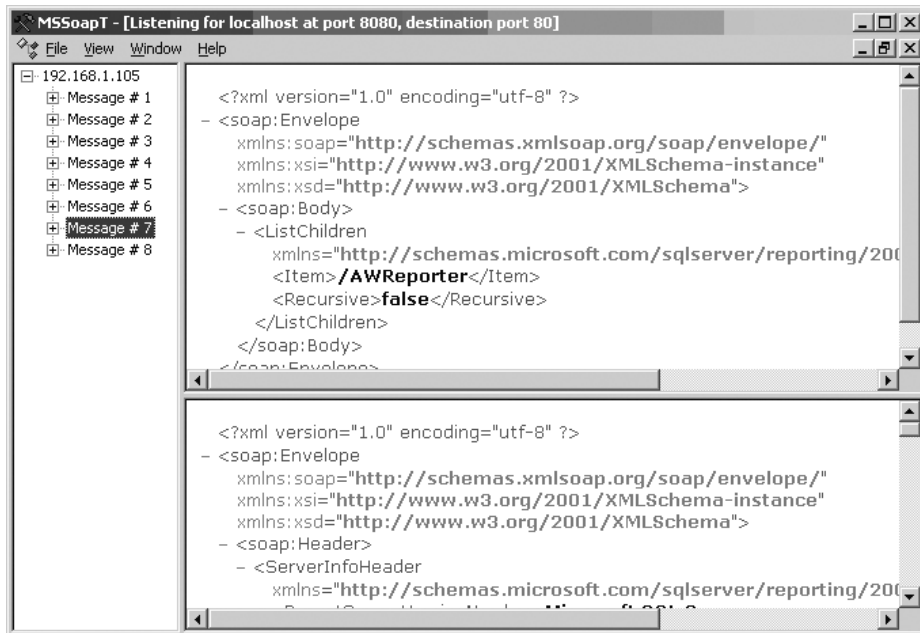 MSSoapT - [Listening for localhost at port 8080, destination port 80]
File View Window Help
192.168.1.105
Message # 1
Message # 2
Message # 3
Message # 4
Message # 5
Message # 6
Message # 7
Message # 8
<?xml version="1.0" encoding="utf-8" ?>
- <soap:Envelope
xmlns:soap="http://schemas.xmlsoap.org/soap/envelope/"
xmlns:xsi="http://www.w3.org/2001/XMLSchema-instance"
xmlns:xsd="http://www.w3.org/2001/XMLSchema">
- <soap:Body>
- <ListChildren
xmlns="http://schemas.microsoft.com/sqlserver/reporting/200
<Item>/AWReporter</Item>
<Recursive>false</Recursive>
</ListChildren>
</soap:Body>
</soap:Envelope>
<?xml version="1.0" encoding="utf-8" ?>
- <soap:Envelope
xmlns:soap="http://schemas.xmlsoap.org/soap/envelope/"
xmlns:xsi="http://www.w3.org/2001/XMLSchema-instance"
xmlns:xsd="http://www.w3.org/2001/XMLSchema">
- <soap:Header>
- <ServerInfoHeader
xmlns="http://schemas.microsoft.com/sqlserver/reporting/200